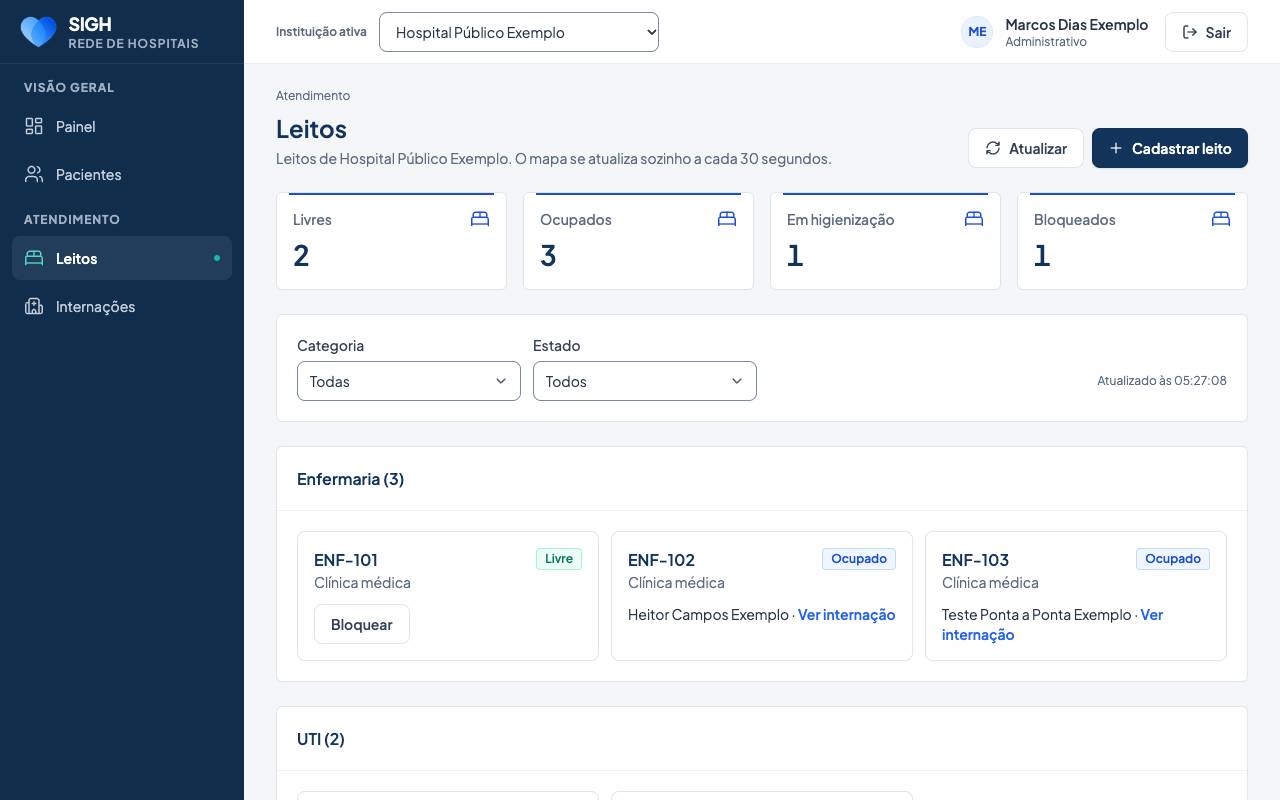 SIGH
REDE DE HOSPITAIS
VISÃO GERAL
Painel
Pacientes
ATENDIMENTO
Leitos
Internações
Instituição ativa
Hospital Público Exemplo
ME
Marcos Dias Exemplo
Administrativo
Sair
Atendimento
Leitos
Leitos de Hospital Público Exemplo. O mapa se atualiza sozinho a cada 30 segundos.
Atualizar
Cadastrar leito
Livres
2
Ocupados
3
Em higienização
1
Bloqueados
1
Categoria
Todas
Estado
Todos
Atualizado às 05:27:08
Enfermaria (3)
ENF-101
Livre
Clínica médica
Bloquear
ENF-102
Ocupado
Clínica médica
Heitor Campos Exemplo · Ver internação
ENF-103
Ocupado
Clínica médica
Teste Ponta a Ponta Exemplo · Ver
internação
UTI (2)